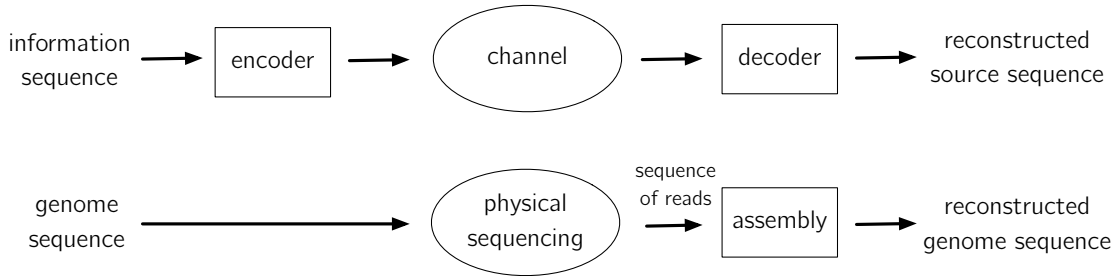 information
sequence
encoder
channel
decoder
reconstructed
source sequence
genome
sequence
physical
sequencing
sequence
of reads
assembly
reconstructed
genome sequence